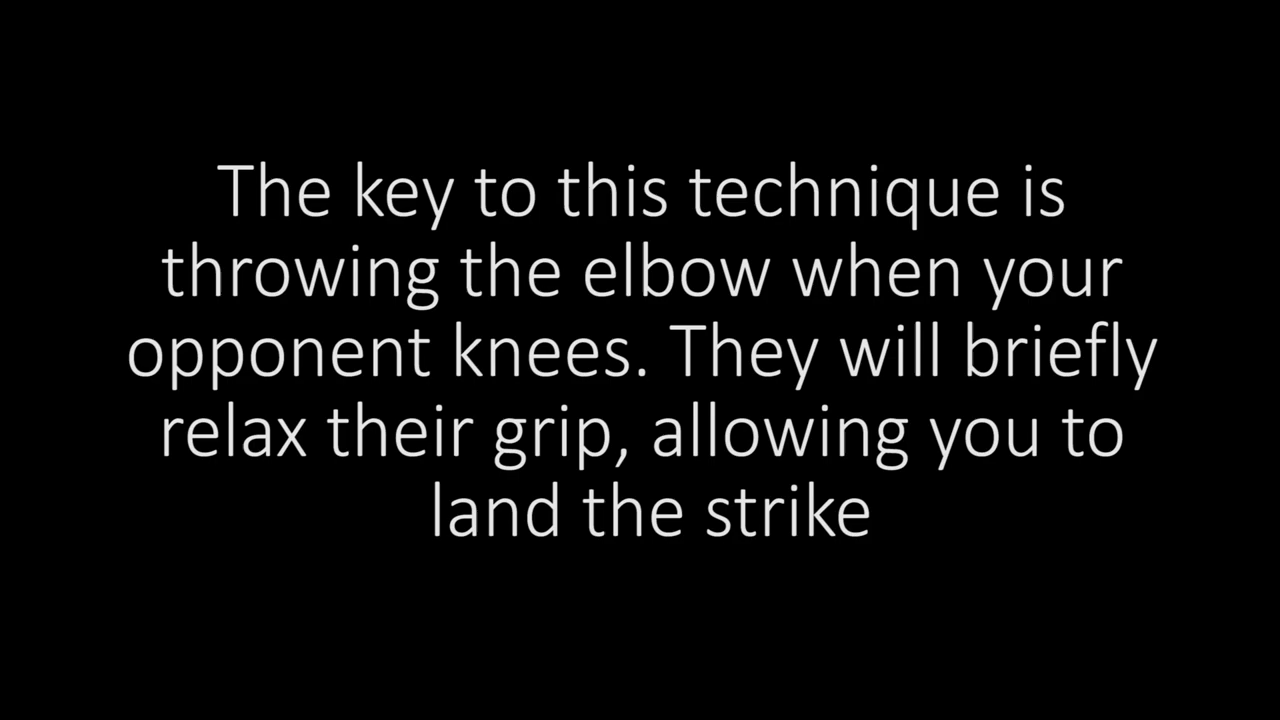 The key to this technique is
throwing the elbow when your
opponent knees. They will briefly
relax their grip, allowing you to
land the strike